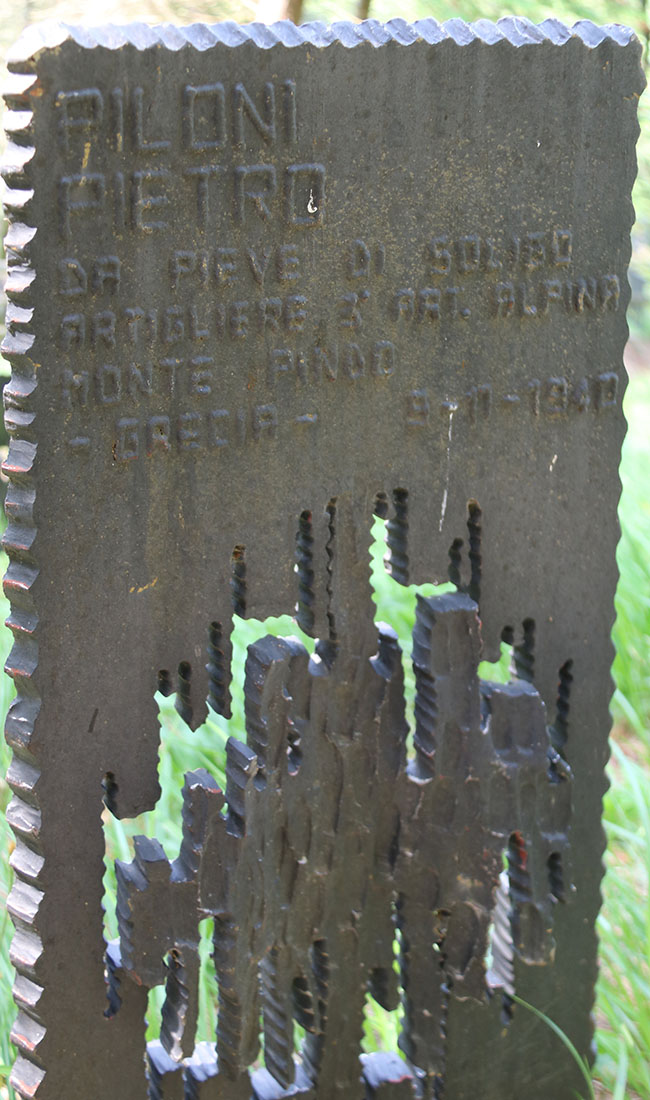 PILONI
PIETRO
DA PIEVE DI SOLIGO
ARTIGLIERE 3° ART. ALPINA
MONTE PINDO
- GRECIA - 9-11-1940